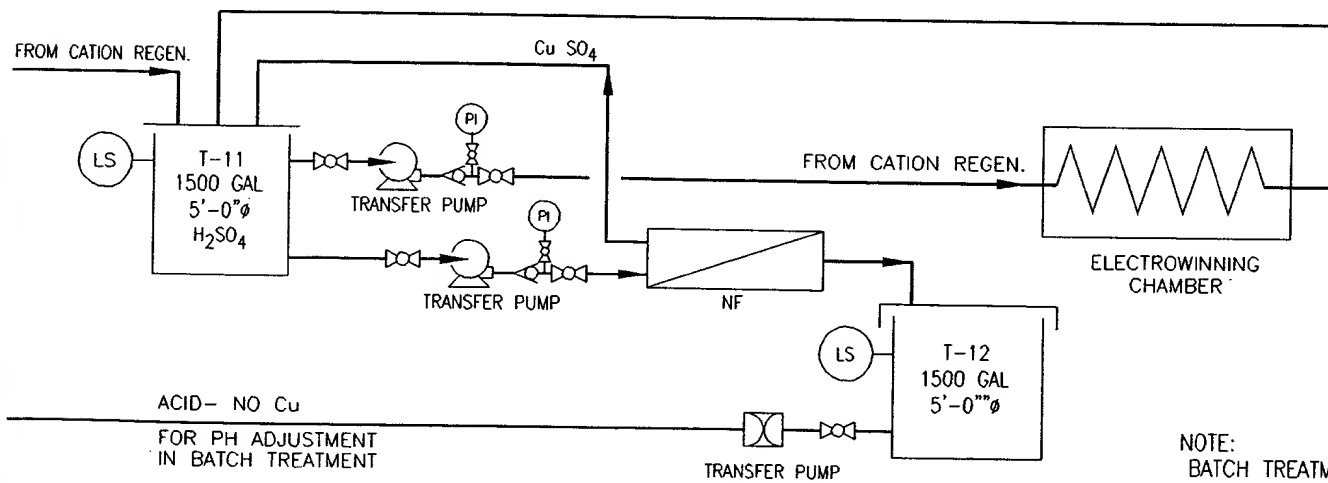 FROM CATION REGEN.
Cu SO4
PI
LS
T-11
1500 GAL
5'-0"ø
H2SO4
TRANSFER PUMP
FROM CATION REGEN.
PI
TRANSFER PUMP
NF
ELECTROWINNING
CHAMBER
LS
T-12
1500 GAL
5'-0""ø
ACID- NO Cu
FOR PH ADJUSTMENT
IN BATCH TREATMENT
TRANSFER PUMP
NOTE:
BATCH TREATM